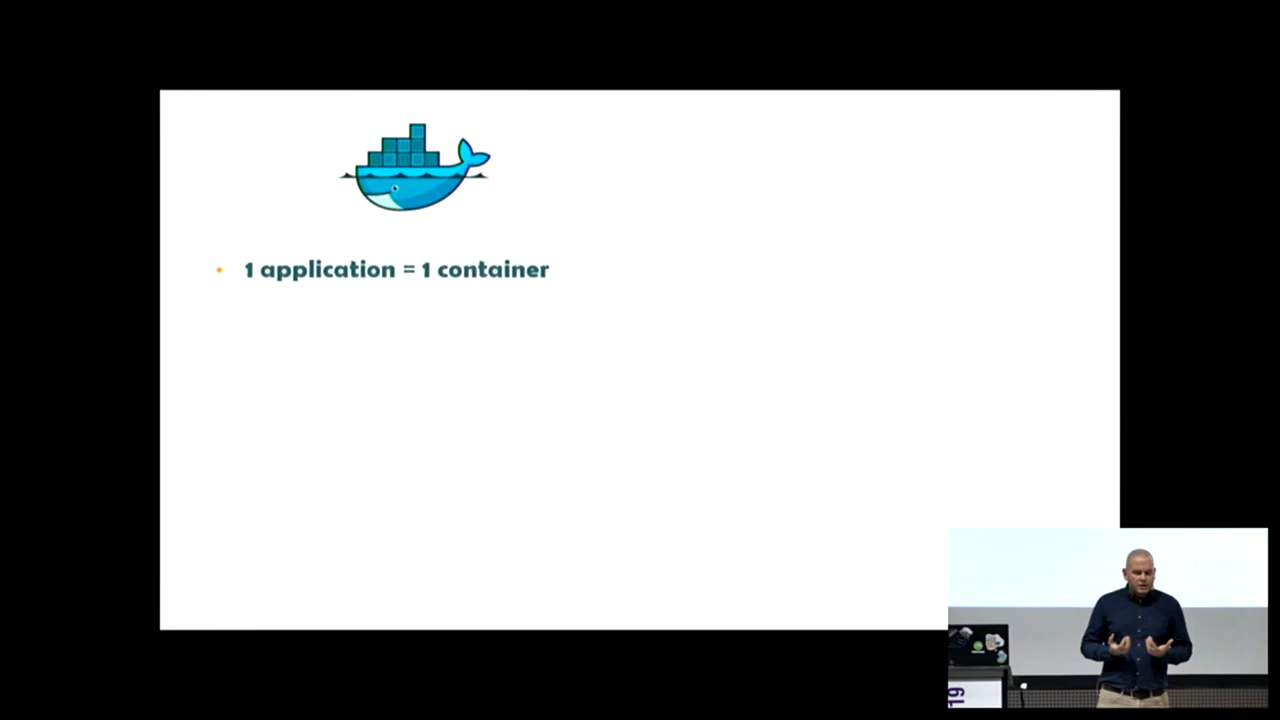 1 application = 1 container